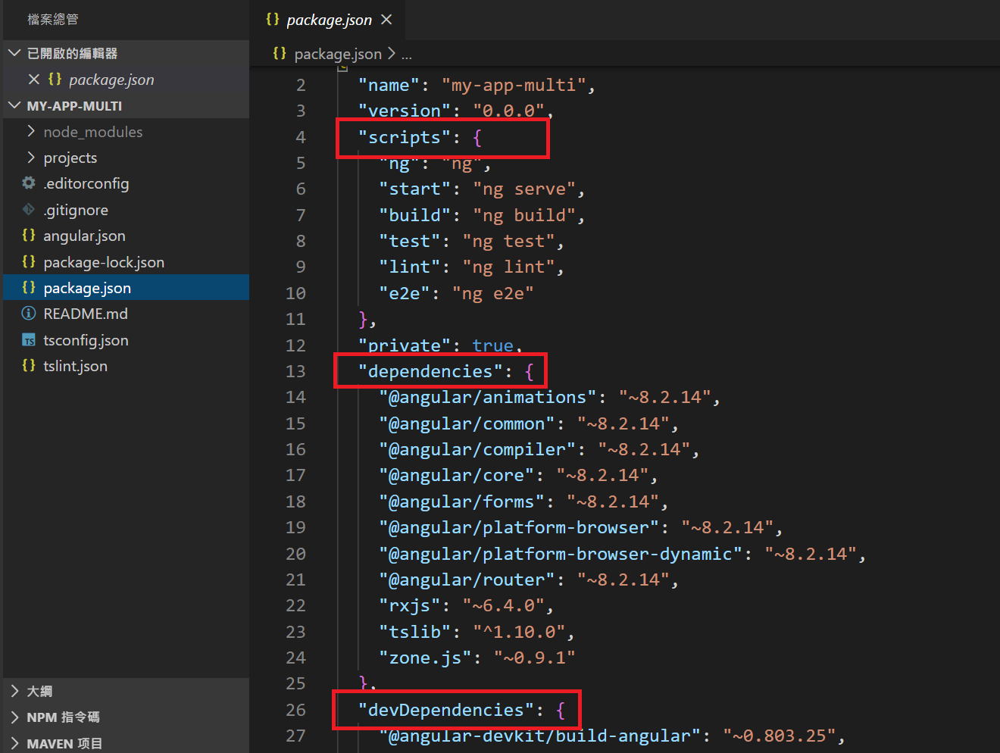 檔案總管
已開啟的編輯器
package.json
MY-APP-MULTI
node_modules
projects
.editorconfig
.gitignore
angular.json
package-lock.json
package.json
README.md
tsconfig.json
tslint.json
大綱
NPM 指令碼
MAVEN 項目
package.json
package.json > ...
2 "name": "my-app-multi",
3 "version": "0.0.0",
4 "scripts": {
5 "ng": "ng",
6 "start": "ng serve",
7 "build": "ng build",
8 "test": "ng test",
9 "lint": "ng lint",
10 "e2e": "ng e2e"
11 },
12 "private": true,
13 "dependencies": {
14 "@angular/animations": "~8.2.14",
15 "@angular/common": "~8.2.14",
16 "@angular/compiler": "~8.2.14",
17 "@angular/core": "~8.2.14",
18 "@angular/forms": "~8.2.14",
19 "@angular/platform-browser": "~8.2.14",
20 "@angular/platform-browser-dynamic": "~8.2.14",
21 "@angular/router": "~8.2.14",
22 "rxjs": "~6.4.0",
23 "tslib": "^1.10.0",
24 "zone.js": "~0.9.1"
25 },
26 "devDependencies": {
27 "@angular-devkit/build-angular": "~0.803.25",